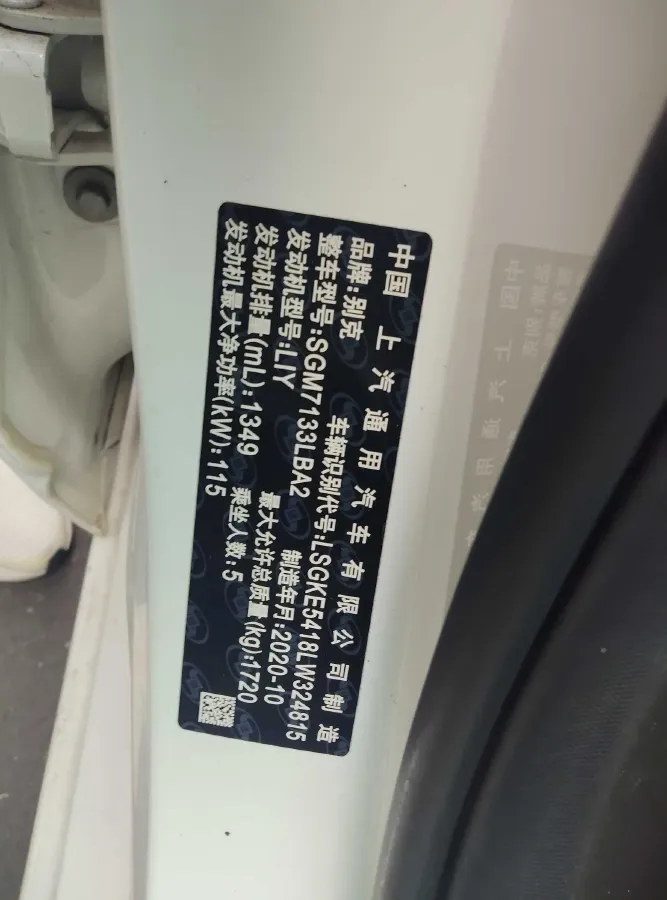 中国 上汽通用汽车有限公司制造
品牌:别克 车辆识别代号:LSGKE5418LW324815
整车型号:SGM7133LBA2 制造年月:2020-10
发动机型号:LIY 最大允许总质量(kg):1720
发动机排量(mL):1349 乘坐人数:5
发动机最大净功率(kW):115